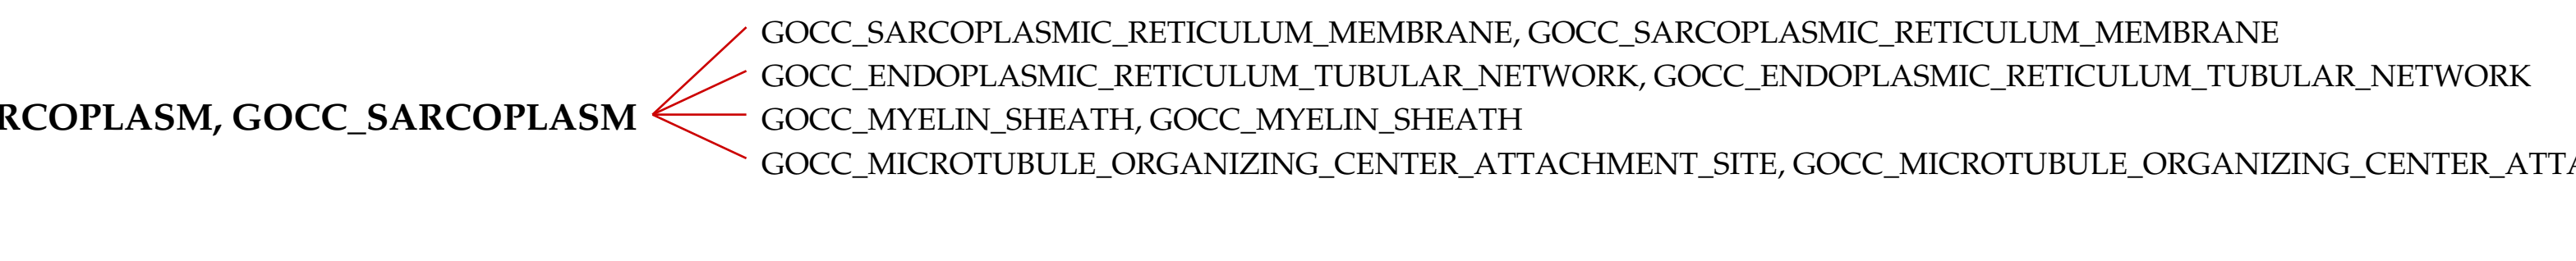 GOCC_SARCOPLASMIC_RETICULUM_MEMBRANE, GOCC_SARCOPLASMIC_RETICULUM_MEMBRANE
GOCC_ENDOPLASMIC_RETICULUM_TUBULAR_NETWORK, GOCC_ENDOPLASMIC_RETICULUM_TUBULAR_NETWORK
RCOPLASM, GOCC_SARCOPLASM
GOCC_MYELIN_SHEATH, GOCC_MYELIN_SHEATH
GOCC_MICROTUBULE_ORGANIZING_CENTER_ATTACHMENT_SITE, GOCC_MICROTUBULE_ORGANIZING_CENTER_ATTA